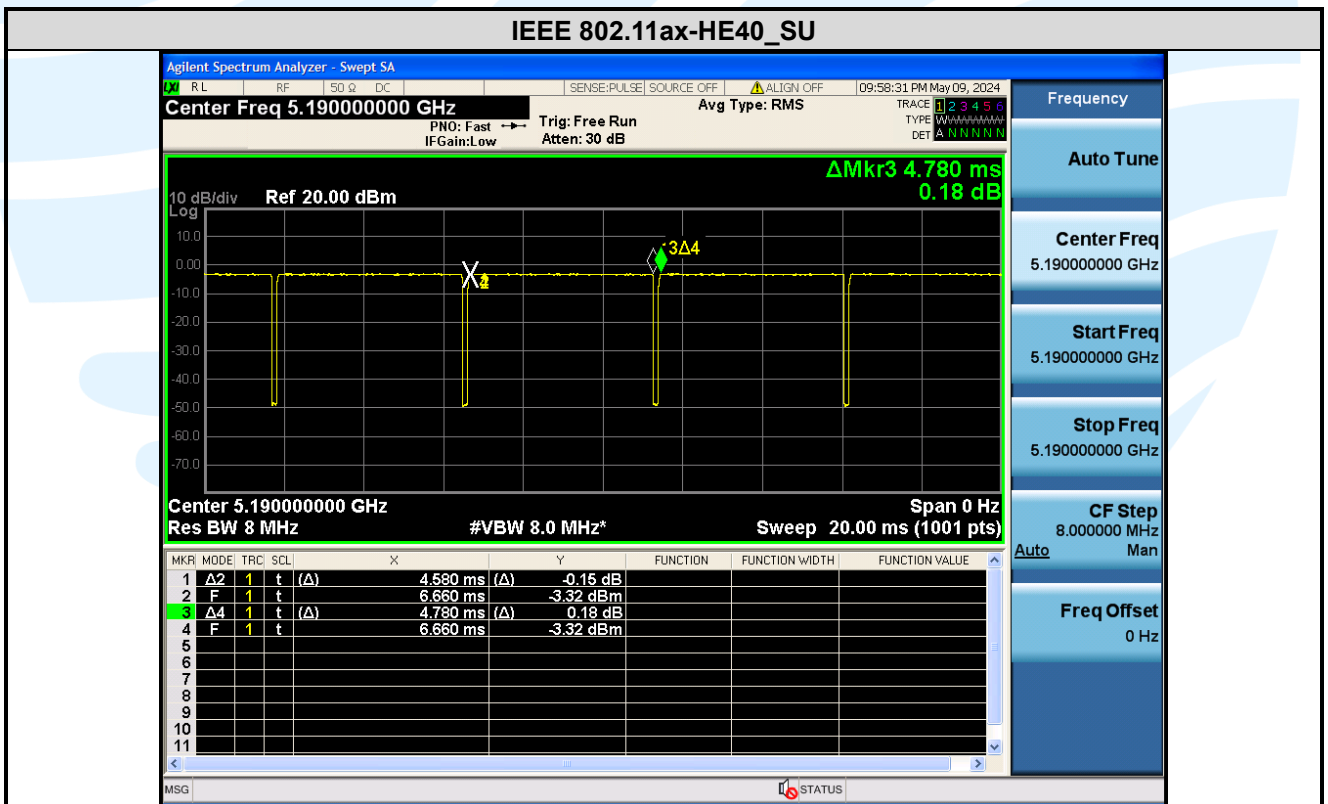 IEEE 802.11ax-HE40_SU
Agilent Spectrum Analyzer - Swept SA
LXI RL RF 50 Ω DC SENSE:PULSE SOURCE OFF ALIGN OFF 09:58:31 PM May 09, 2024
Center Freq 5.190000000 GHz
PNO: Fast
IFGain:Low
Trig: Free Run
Atten: 30 dB
Avg Type: RMS
TRACE 1 2 3 4 5 6
TYPE WWWWWW
DET A N N N N N
ΔMkr3 4.780 ms
0.18 dB
10 dB/div Ref 20.00 dBm
Log
10.0
0.00
-10.0
-20.0
-30.0
-40.0
-50.0
-60.0
-70.0
3Δ4
X
Center 5.190000000 GHz Span 0 Hz
Res BW 8 MHz #VBW 8.0 MHz* Sweep 20.00 ms (1001 pts)
MKR MODE TRC SCL X Y FUNCTION FUNCTION WIDTH FUNCTION VALUE
1 Δ2 1 t (Δ) 4.580 ms (Δ) -0.15 dB
2 F 1 t 6.660 ms -3.32 dBm
3 Δ4 1 t (Δ) 4.780 ms (Δ) 0.18 dB
4 F 1 t 6.660 ms -3.32 dBm
5
6
7
8
9
10
11
MSG STATUS
Frequency
Auto Tune
Center Freq
5.190000000 GHz
Start Freq
5.190000000 GHz
Stop Freq
5.190000000 GHz
CF Step
8.000000 MHz
Auto Man
Freq Offset
0 Hz